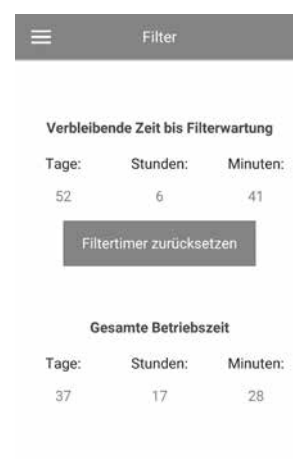 Filter
Verbleibende Zeit bis Filterwartung
Tage: Stunden: Minuten:
52 6 41
Filtertimer zurücksetzen
Gesamte Betriebszeit
Tage: Stunden: Minuten:
37 17 28